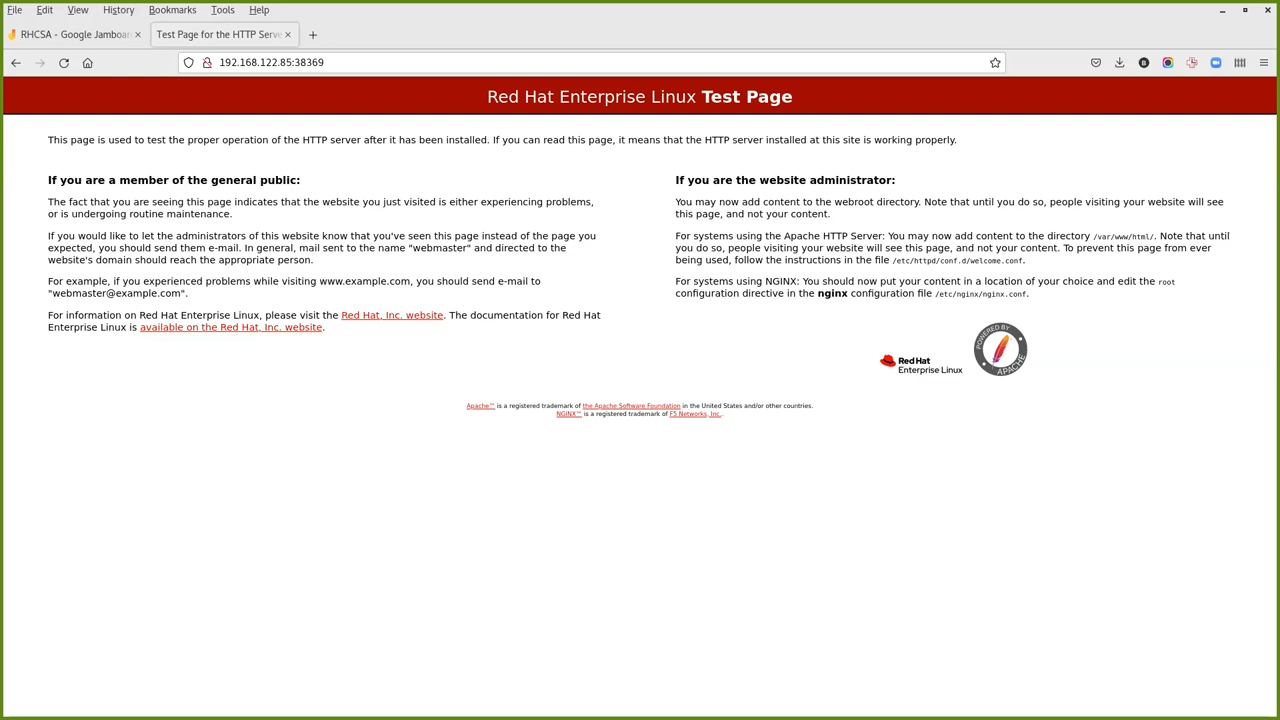 File Edit View History Bookmarks Tools Help
RHCSA - Google Jamboar
Test Page for the HTTP Serve
192.168.122.85:38369
Red Hat Enterprise Linux Test Page
This page is used to test the proper operation of the HTTP server after it has been installed. If you can read this page, it means that the HTTP server installed at this site is working properly.
If you are a member of the general public:
The fact that you are seeing this page indicates that the website you just visited is either experiencing problems,
or is undergoing routine maintenance.
If you would like to let the administrators of this website know that you've seen this page instead of the page you
expected, you should send them e-mail. In general, mail sent to the name "webmaster" and directed to the
website's domain should reach the appropriate person.
For example, if you experienced problems while visiting www.example.com, you should send e-mail to
"webmaster@example.com".
For information on Red Hat Enterprise Linux, please visit the Red Hat, Inc. website. The documentation for Red Hat
Enterprise Linux is available on the Red Hat, Inc. website.
If you are the website administrator:
You may now add content to the webroot directory. Note that until you do so, people visiting your website will see
this page, and not your content.
For systems using the Apache HTTP Server: You may now add content to the directory /var/www/html/. Note that until
you do so, people visiting your website will see this page, and not your content. To prevent this page from ever
being used, follow the instructions in the file /etc/httpd/conf.d/welcome.conf.
For systems using NGINX: You should now put your content in a location of your choice and edit the root
configuration directive in the nginx configuration file /etc/nginx/nginx.conf.
Red Hat
Enterprise Linux
POWERED BY
APACHE
Apache™ is a registered trademark of the Apache Software Foundation in the United States and/or other countries.
NGINX™ is a registered trademark of F5 Networks, Inc..